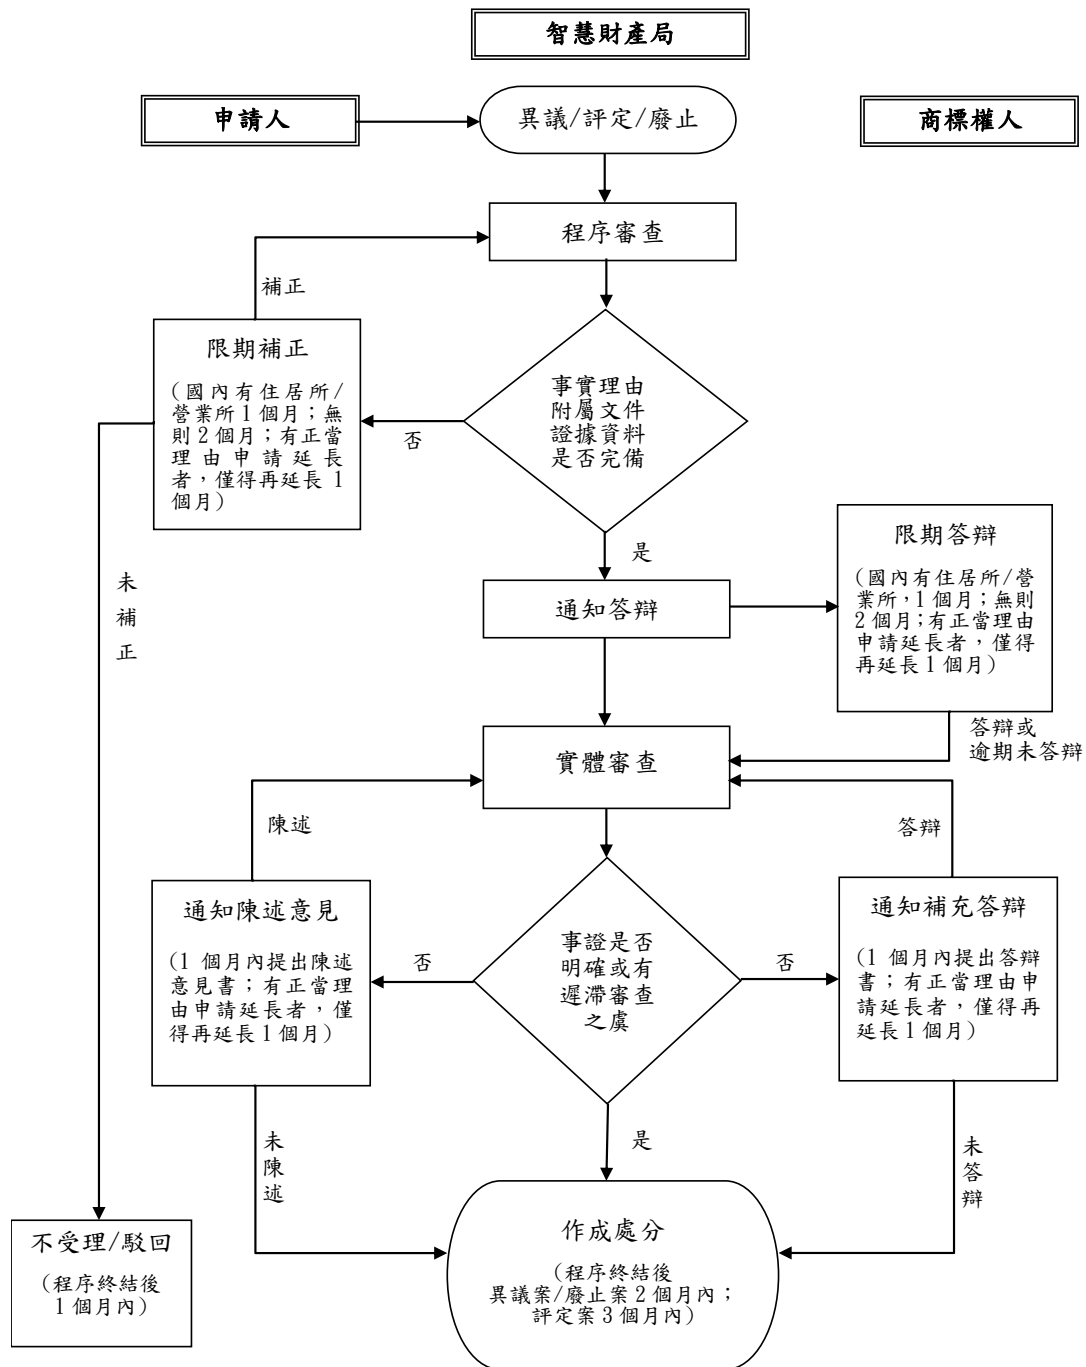 智慧財產局
申請人
異議/評定/廢止
商標權人
程序審查
補正
限期補正
(國內有住居所/
營業所1個月;無
則2個月;有正當
理由申請延長
者,僅得再延長1
個月)
事實理由
附屬文件
證據資料
是否完備
否
是
未
補
正
通知答辯
限期答辯
(國內有住居所/營
業所,1個月;無則
2個月;有正當理由
申請延長者,僅得
再延長1個月)
答辯或
逾期未答辯
實體審查
陳述
答辯
通知陳述意見
(1 個月內提出陳述
意見書;有正當理
由申請延長者,僅
得再延長1個月)
否
事證是否
明確或有
遲滯審查
之虞
否
通知補充答辯
(1 個月內提出答辯
書;有正當理由申
請延長者,僅得再
延長1個月)
未
陳
述
是
未
答
辯
不受理/駁回
(程序終結後
1個月內)
作成處分
(程序終結後
異議案/廢止案2個月內;
評定案3個月內)